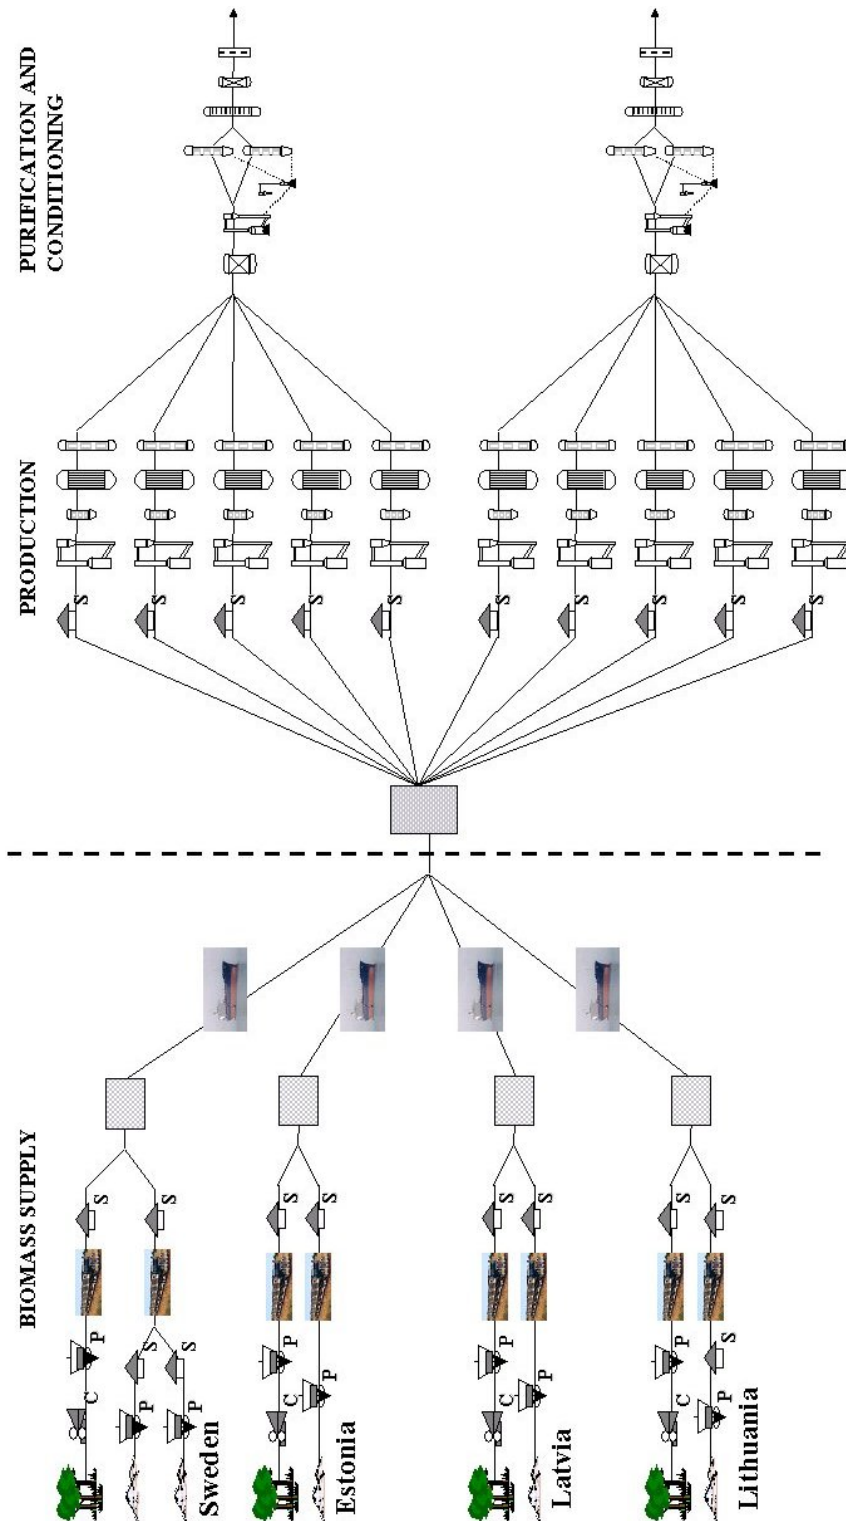 BIOMASS SUPPLY
PRODUCTION
PURIFICATION AND
CONDITIONING
C
P
S
S
P
S
S
S
P
S
Sweden
S
C
P
S
S
P
S
Estonia
S
C
P
S
S
P
S
Latvia
S
S
C
P
S
P
S
S
S
Lithuania
S